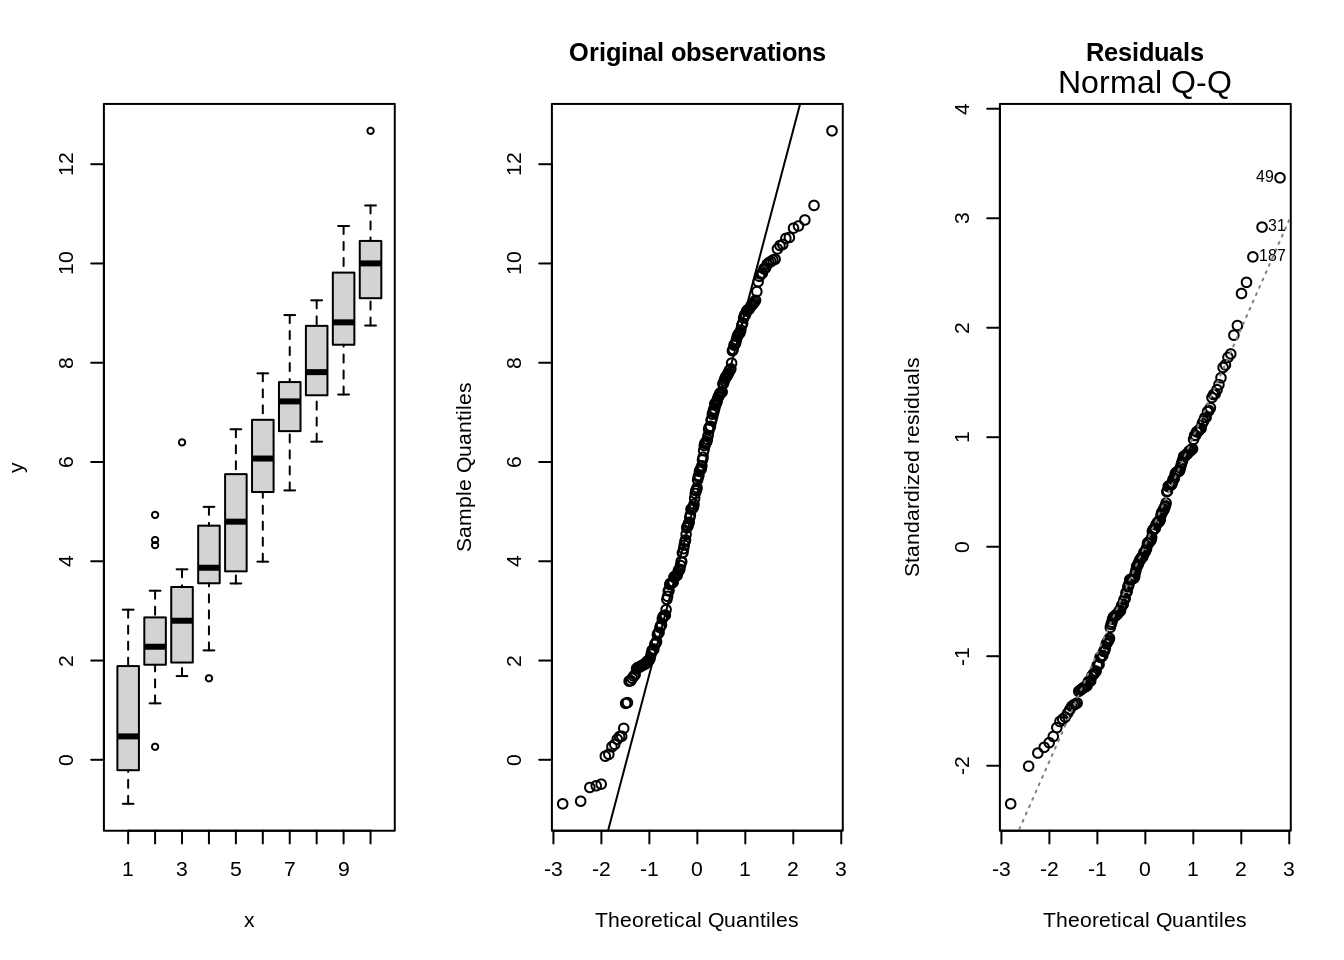 y
0 2 4 6 8 10 12
1 3 5 7 9
x
Original observations
Sample Quantiles
0 2 4 6 8 10 12
-3 -2 -1 0 1 2 3
Theoretical Quantiles
Residuals
Normal Q-Q
Standardized residuals
-2 -1 0 1 2 3 4
49
31
187
-3 -2 -1 0 1 2 3
Theoretical Quantiles